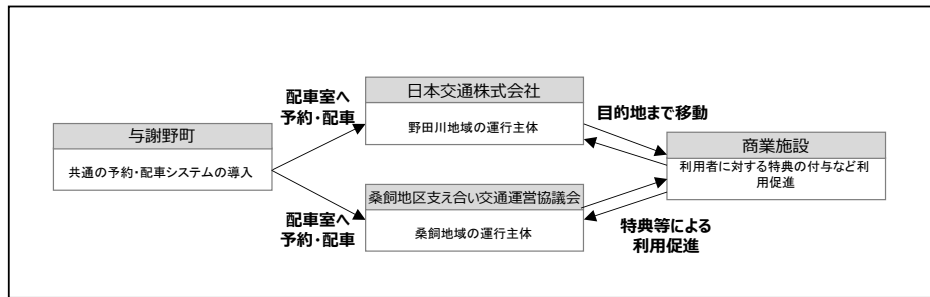 配車室へ
予約・配車
日本交通株式会社
野田川地域の運行主体
目的地まで移動
与謝野町
共通の予約・配車システムの導入
商業施設
利用者に対する特典の付与など利
用促進
配車室へ
予約・配車
桑飼地区支え合い交通運営協議会
桑飼地域の運行主体
特典等による
利用促進